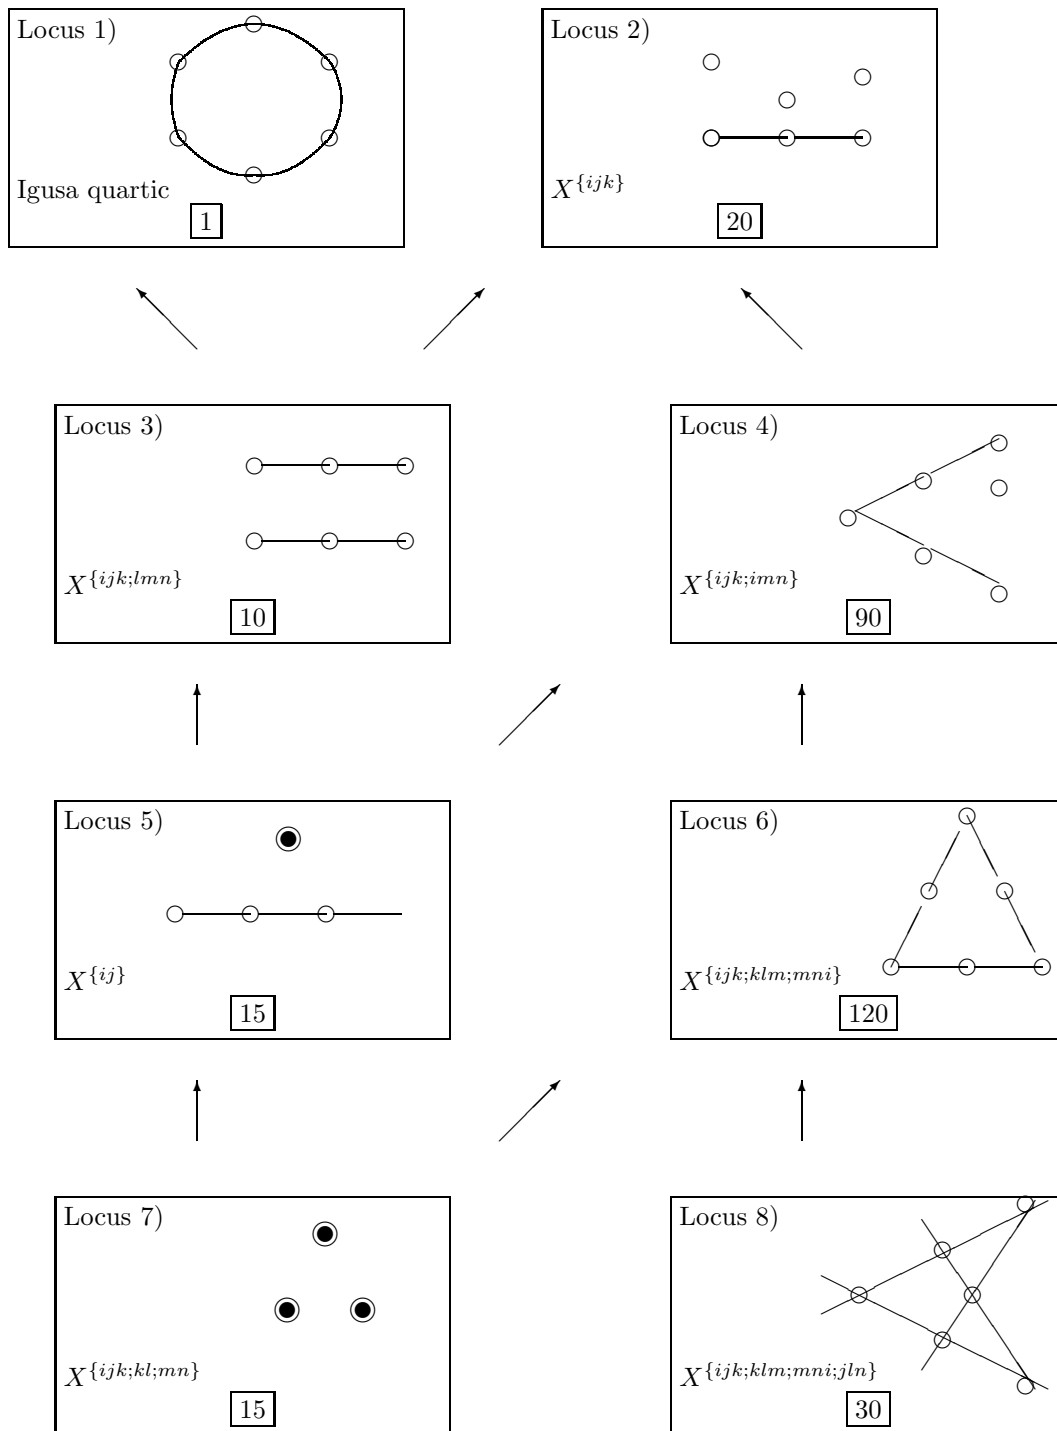 Locus 1)
Igusa quartic
1
Locus 2)
X^{ijk}
20
Locus 3)
X^{ijk;lmn}
10
Locus 4)
X^{ijk;imn}
90
Locus 5)
X^{ij}
15
Locus 6)
X^{ijk;klm;mni}
120
Locus 7)
X^{ijk;kl;mn}
15
Locus 8)
X^{ijk;klm;mni;jln}
30